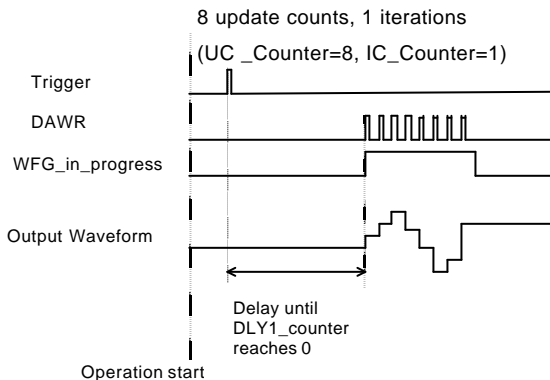 8 update counts, 1 iterations
(UC _Counter=8, IC_Counter=1)
Trigger
DAWR
WFG_in_progress
Output Waveform
Delay until
DLY1_counter
reaches 0
Operation start